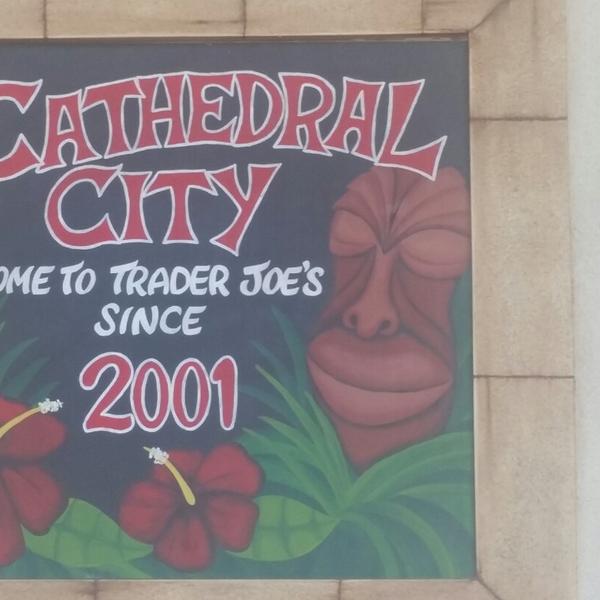 CATHEDRAL
CITY
OME TO TRADER JOE'S
SINCE
2001